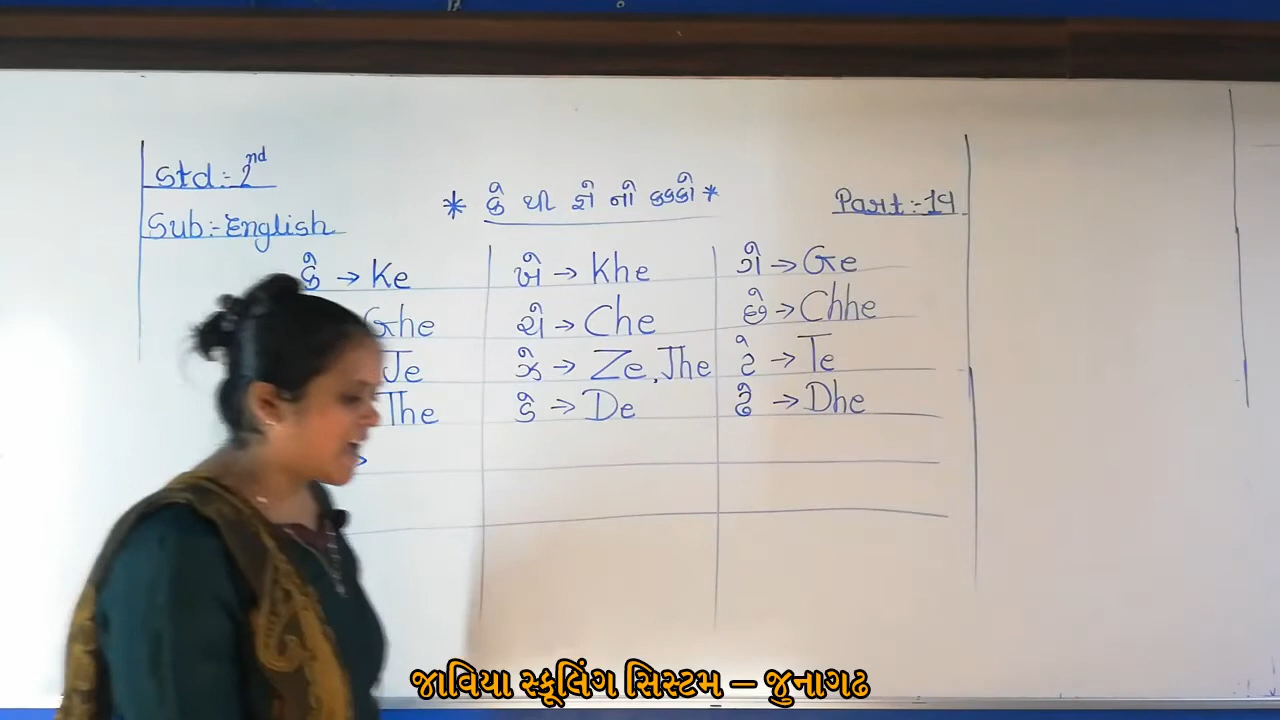 Std:- 2nd
Sub:- English
* કે થી જ્ઞે નો કક્કો *
Part:- 14
કે → Ke ખે → Khe ગે → Ge
Ghe ચે → Che છે → Chhe
Je ઝે → Ze, Jhe ટે → Te
The ડે → De ઢે → Dhe
જાવિયા સ્કૂલિંગ સિસ્ટમ – જુનાગઢ